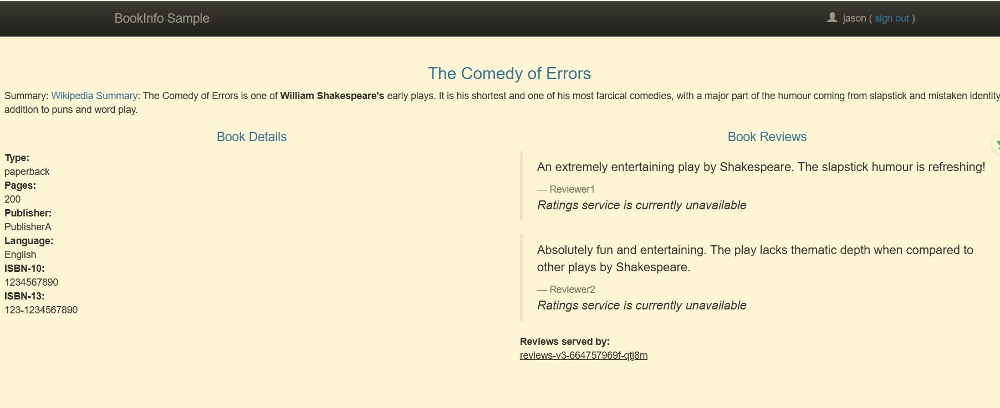 BookInfo Sample
jason ( sign out )
The Comedy of Errors
Summary: Wikipedia Summary: The Comedy of Errors is one of William Shakespeare's early plays. It is his shortest and one of his most farcical comedies, with a major part of the humour coming from slapstick and mistaken identity
addition to puns and word play.
Book Details
Type:
paperback
Pages:
200
Publisher:
PublisherA
Language:
English
ISBN-10:
1234567890
ISBN-13:
123-1234567890
Book Reviews
An extremely entertaining play by Shakespeare. The slapstick humour is refreshing!
— Reviewer1
Ratings service is currently unavailable
Absolutely fun and entertaining. The play lacks thematic depth when compared to
other plays by Shakespeare.
— Reviewer2
Ratings service is currently unavailable
Reviews served by:
reviews-v3-664757969f-qtj8m